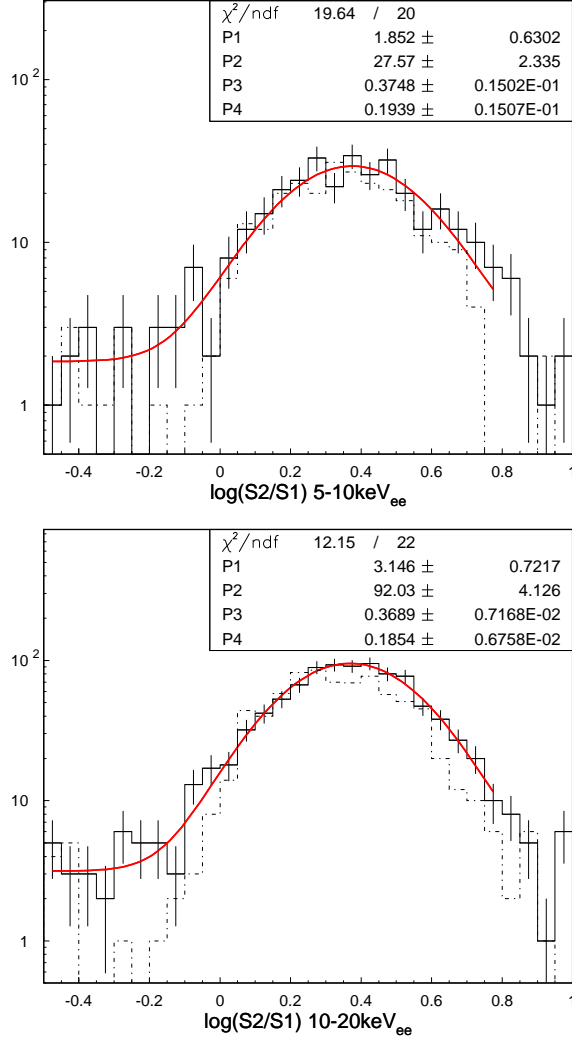 χ²/ndf 19.64 / 20
P1 1.852 ± 0.6302
P2 27.57 ± 2.335
P3 0.3748 ± 0.1502E-01
P4 0.1939 ± 0.1507E-01
10²
10
1
-0.4 -0.2 0 0.2 0.4 0.6 0.8 1
log(S2/S1) 5-10keVee
χ²/ndf 12.15 / 22
P1 3.146 ± 0.7217
P2 92.03 ± 4.126
P3 0.3689 ± 0.7168E-02
P4 0.1854 ± 0.6758E-02
10²
10
1
-0.4 -0.2 0 0.2 0.4 0.6 0.8 1
log(S2/S1) 10-20keVee